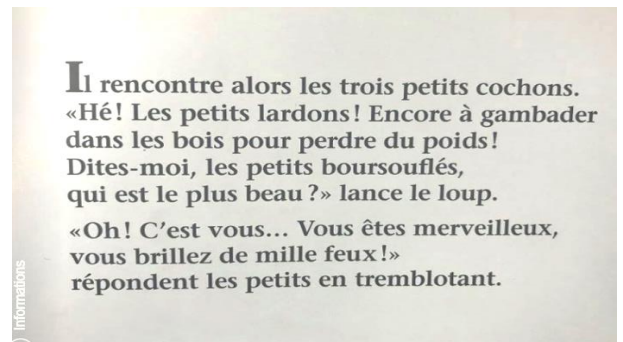 Il rencontre alors les trois petits cochons.
«Hé! Les petits lardons! Encore à gambader
dans les bois pour perdre du poids!
Dites-moi, les petits boursouflés,
qui est le plus beau?» lance le loup.
«Oh! C'est vous... Vous êtes merveilleux,
vous brillez de mille feux!»
répondent les petits en tremblotant.
Informations